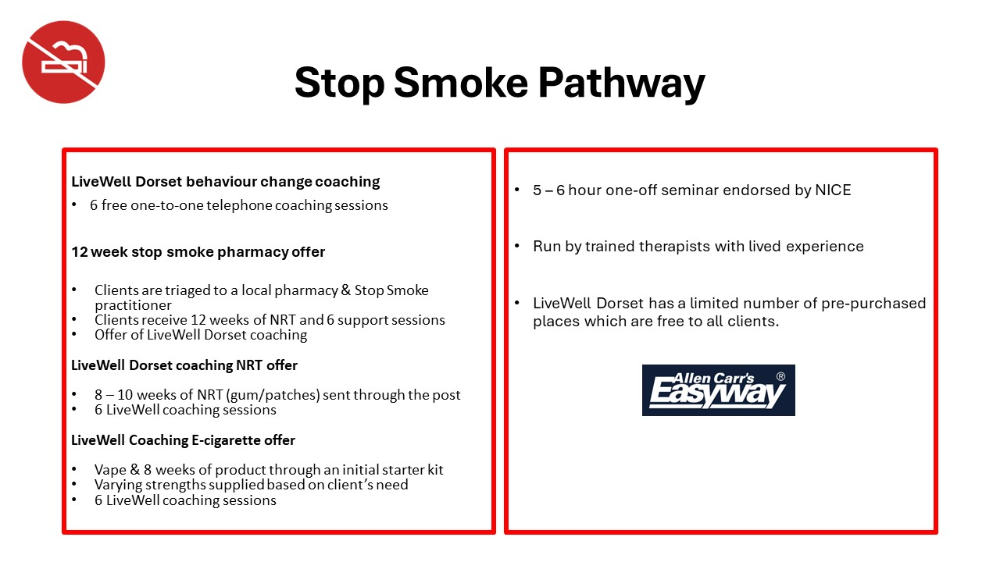 Stop Smoke Pathway
LiveWell Dorset behaviour change coaching
• 6 free one-to-one telephone coaching sessions
12 week stop smoke pharmacy offer
• Clients are triaged to a local pharmacy & Stop Smoke
practitioner
• Clients receive 12 weeks of NRT and 6 support sessions
• Offer of LiveWell Dorset coaching
LiveWell Dorset coaching NRT offer
• 8 – 10 weeks of NRT (gum/patches) sent through the post
• 6 LiveWell coaching sessions
LiveWell Coaching E-cigarette offer
• Vape & 8 weeks of product through an initial starter kit
• Varying strengths supplied based on client’s need
• 6 LiveWell coaching sessions
• 5 – 6 hour one-off seminar endorsed by NICE
• Run by trained therapists with lived experience
• LiveWell Dorset has a limited number of pre-purchased
places which are free to all clients.
Allen Carr's ®
Easyway